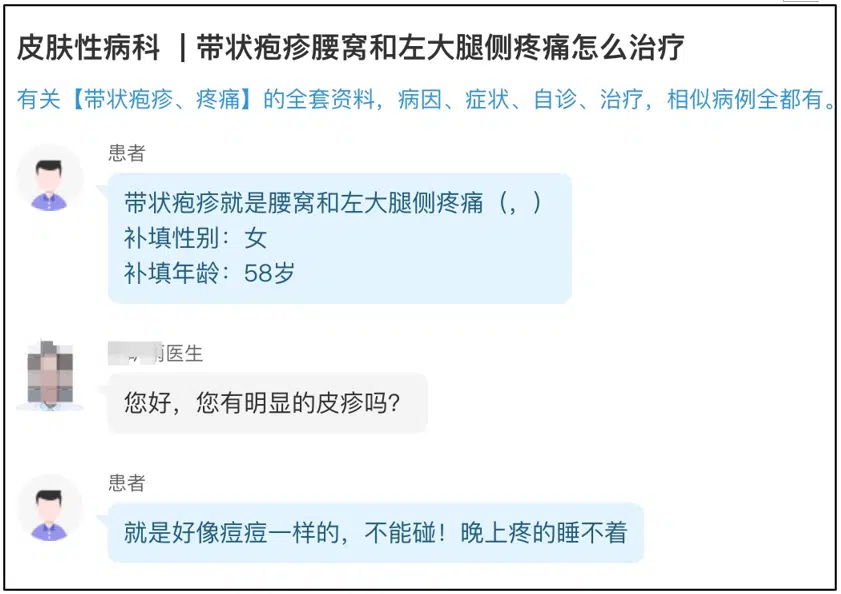 皮肤性病科 | 带状疱疹腰窝和左大腿侧疼痛怎么治疗
有关【带状疱疹、疼痛】的全套资料，病因、症状、自诊、治疗，相似病例全都有。
患者
带状疱疹就是腰窝和左大腿侧疼痛（，）
补填性别：女
补填年龄：58岁
医生
您好，您有明显的皮疹吗？
患者
就是好像痘痘一样的，不能碰！晚上疼的睡不着